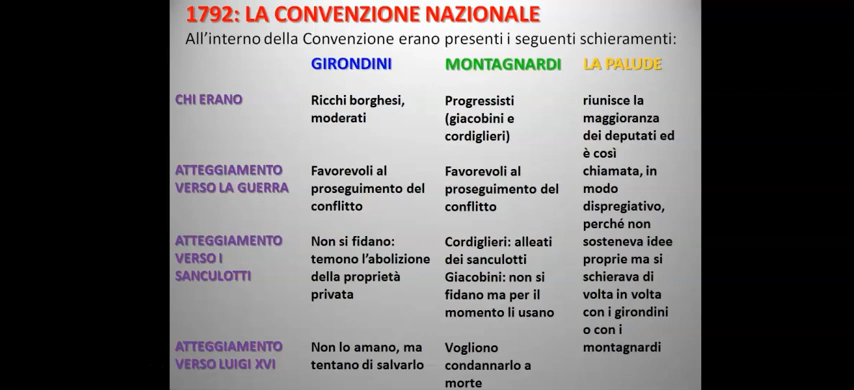 1792: LA CONVENZIONE NAZIONALE
All'interno della Convenzione erano presenti i seguenti schieramenti:
GIRONDINI
MONTAGNARDI
LA PALUDE
CHI ERANO
Ricchi borghesi,
moderati
Progressisti
(giacobini e
cordiglieri)
riunisce la
maggioranza
dei deputati ed
è così
chiamata, in
modo
dispregiativo,
perché non
sosteneva idee
proprie ma si
schierava di
volta in volta
con i girondini
o con i
montagnardi
ATTEGGIAMENTO
VERSO LA GUERRA
Favorevoli al
proseguimento del
conflitto
Favorevoli al
proseguimento del
conflitto
ATTEGGIAMENTO
VERSO I
SANCULOTTI
Non si fidano:
temono l'abolizione
della proprietà
privata
Cordiglieri: alleati
dei sanculotti
Giacobini: non si
fidano ma per il
momento li usano
ATTEGGIAMENTO
VERSO LUIGI XVI
Non lo amano, ma
tentano di salvarlo
Vogliono
condannarlo a
morte